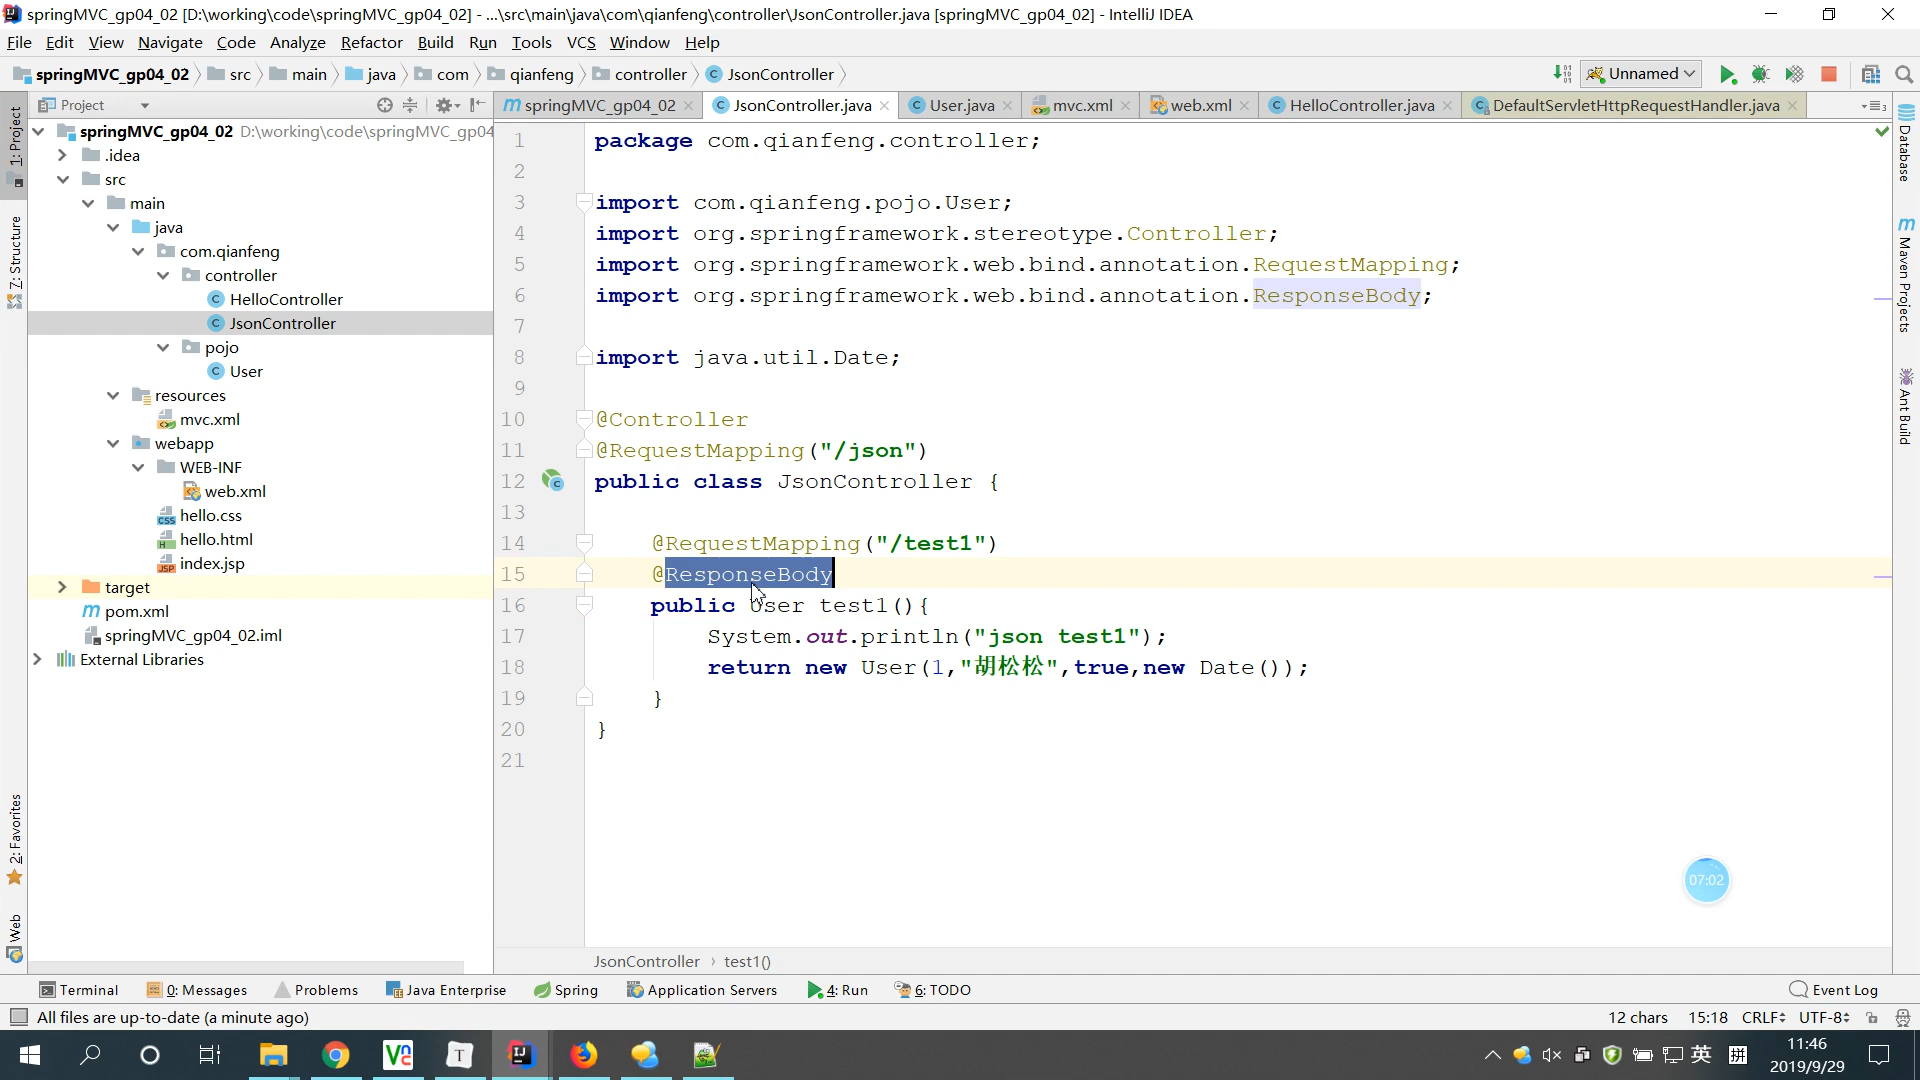 springMVC_gp04_02 [D:\working\code\springMVC_gp04_02] - ...\src\main\java\com\qianfeng\controller\JsonController.java [springMVC_gp04_02] - IntelliJ IDEA
File Edit View Navigate Code Analyze Refactor Build Run Tools VCS Window Help
springMVC_gp04_02 src main java com qianfeng controller JsonController
Unnamed
Project
springMVC_gp04_02 JsonController.java User.java mvc.xml web.xml HelloController.java DefaultServletHttpRequestHandler.java
springMVC_gp04_02 D:\working\code\springMVC_gp04
.idea
src
main
java
com.qianfeng
controller
HelloController
JsonController
pojo
User
resources
mvc.xml
webapp
WEB-INF
web.xml
hello.css
hello.html
index.jsp
target
pom.xml
springMVC_gp04_02.iml
External Libraries
1: Project
7: Structure
2: Favorites
Web
1 package com.qianfeng.controller;
2
3 import com.qianfeng.pojo.User;
4 import org.springframework.stereotype.Controller;
5 import org.springframework.web.bind.annotation.RequestMapping;
6 import org.springframework.web.bind.annotation.ResponseBody;
7
8 import java.util.Date;
9
10 @Controller
11 @RequestMapping("/json")
12 public class JsonController {
13
14 @RequestMapping("/test1")
15 @ResponseBody
16 public User test1(){
17 System.out.println("json test1");
18 return new User(1,"胡松松",true,new Date());
19 }
20 }
21
Database
Maven Projects
Ant Build
07:02
JsonController › test1()
Terminal 0: Messages Problems Java Enterprise Spring Application Servers 4: Run 6: TODO Event Log
All files are up-to-date (a minute ago) 12 chars 15:18 CRLF UTF-8
英 拼 11:46
2019/9/29